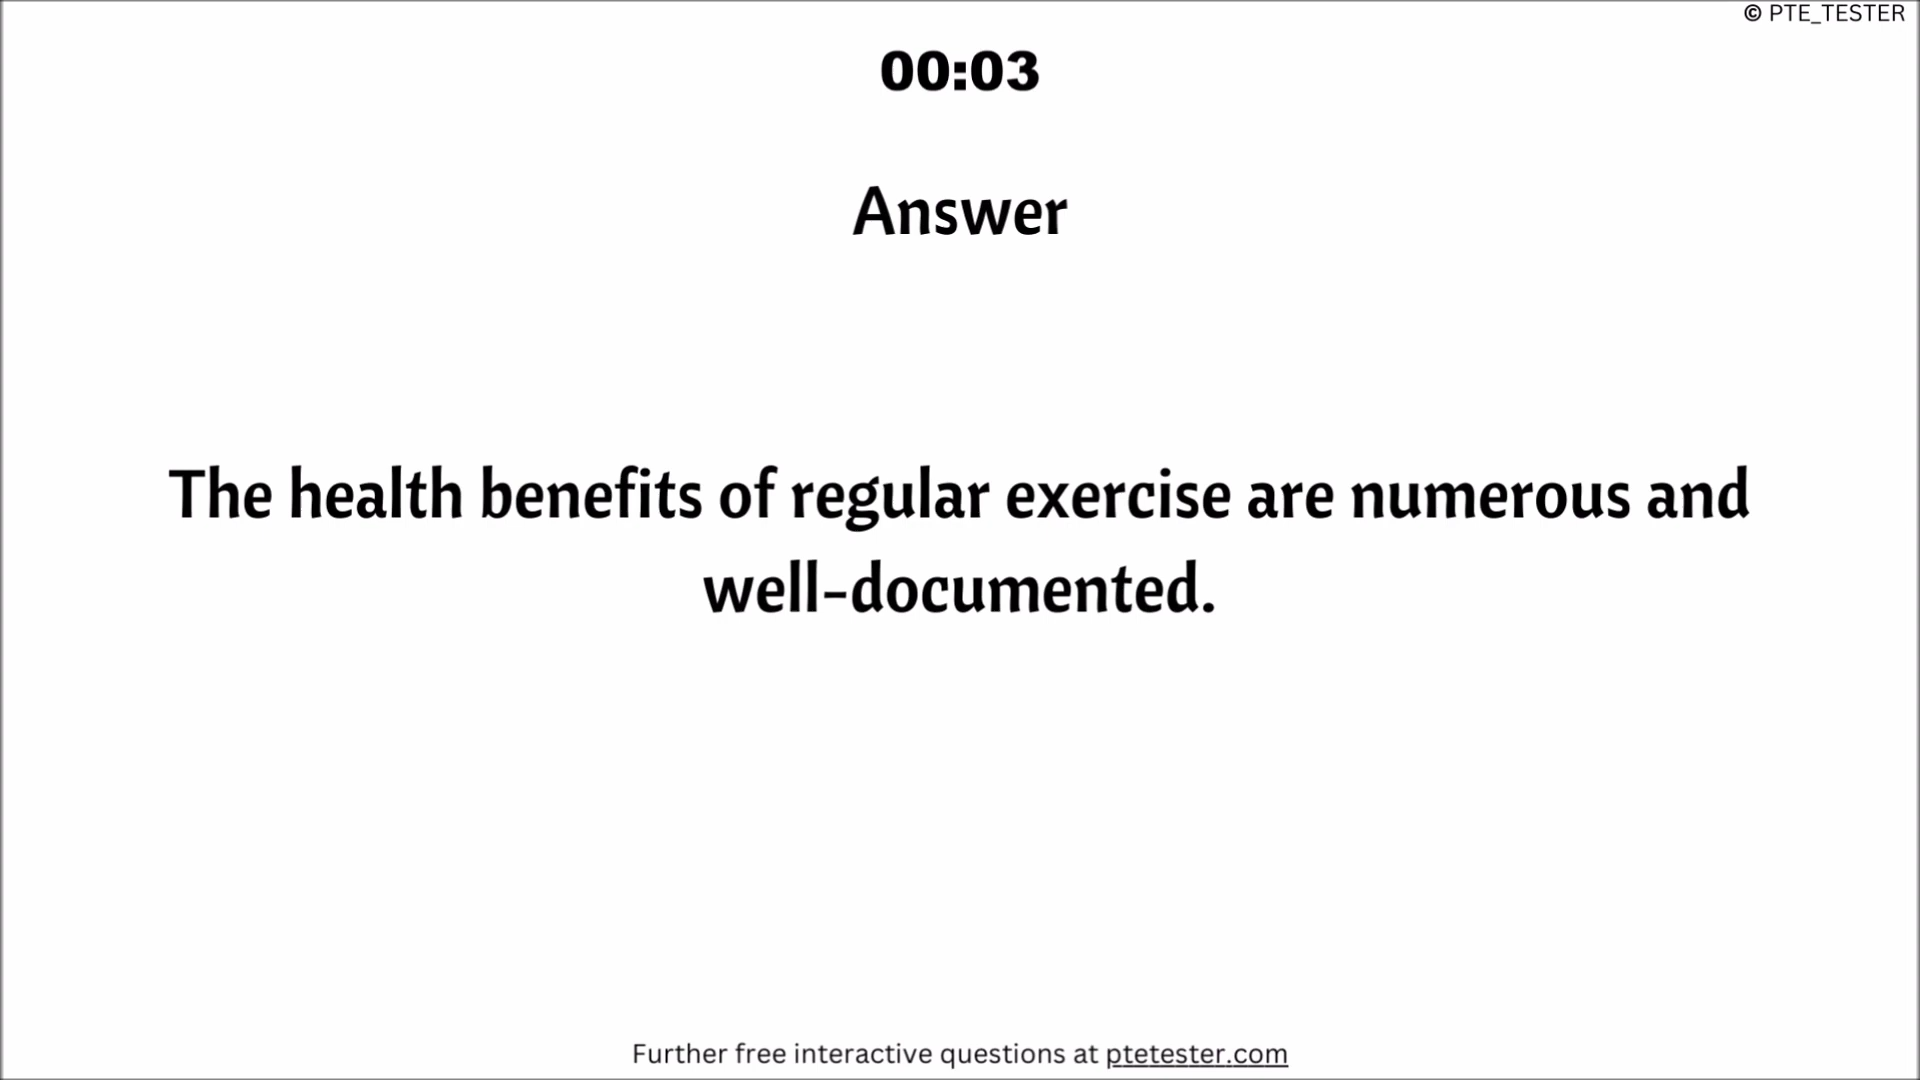 © PTE_TESTER
00:03
Answer
The health benefits of regular exercise are numerous and
well-documented.
Further free interactive questions at ptetester.com